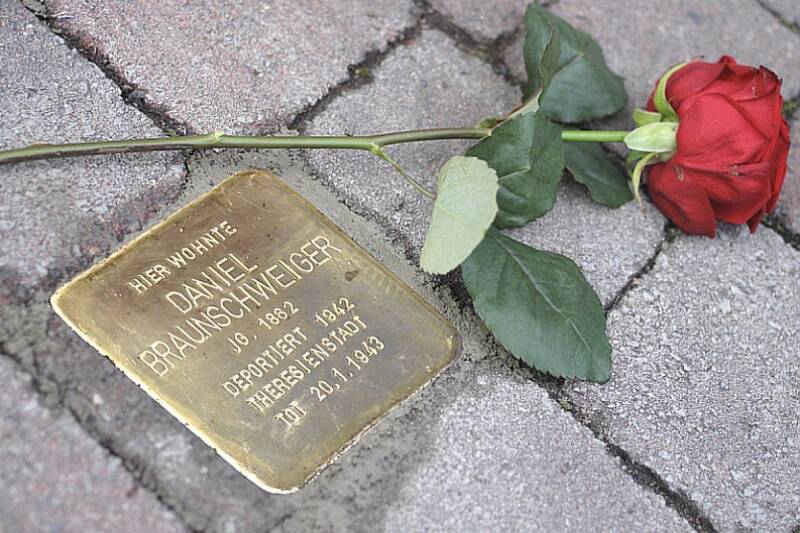 HIER WOHNTE
DANIEL
BRAUNSCHWEIGER
JG. 1862
DEPORTIERT 1942
THERESIENSTADT
TOT 20.1.1943